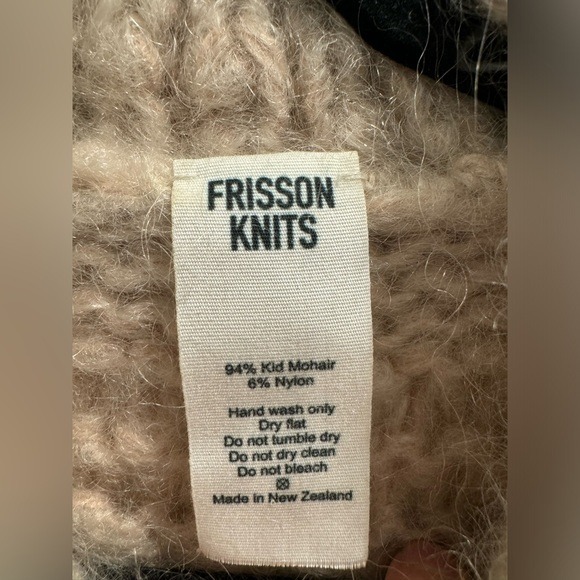 FRISSON
KNITS
94% Kid Mohair
6% Nylon
Hand wash only
Dry flat
Do not tumble dry
Do not dry clean
Do not bleach
Made in New Zealand